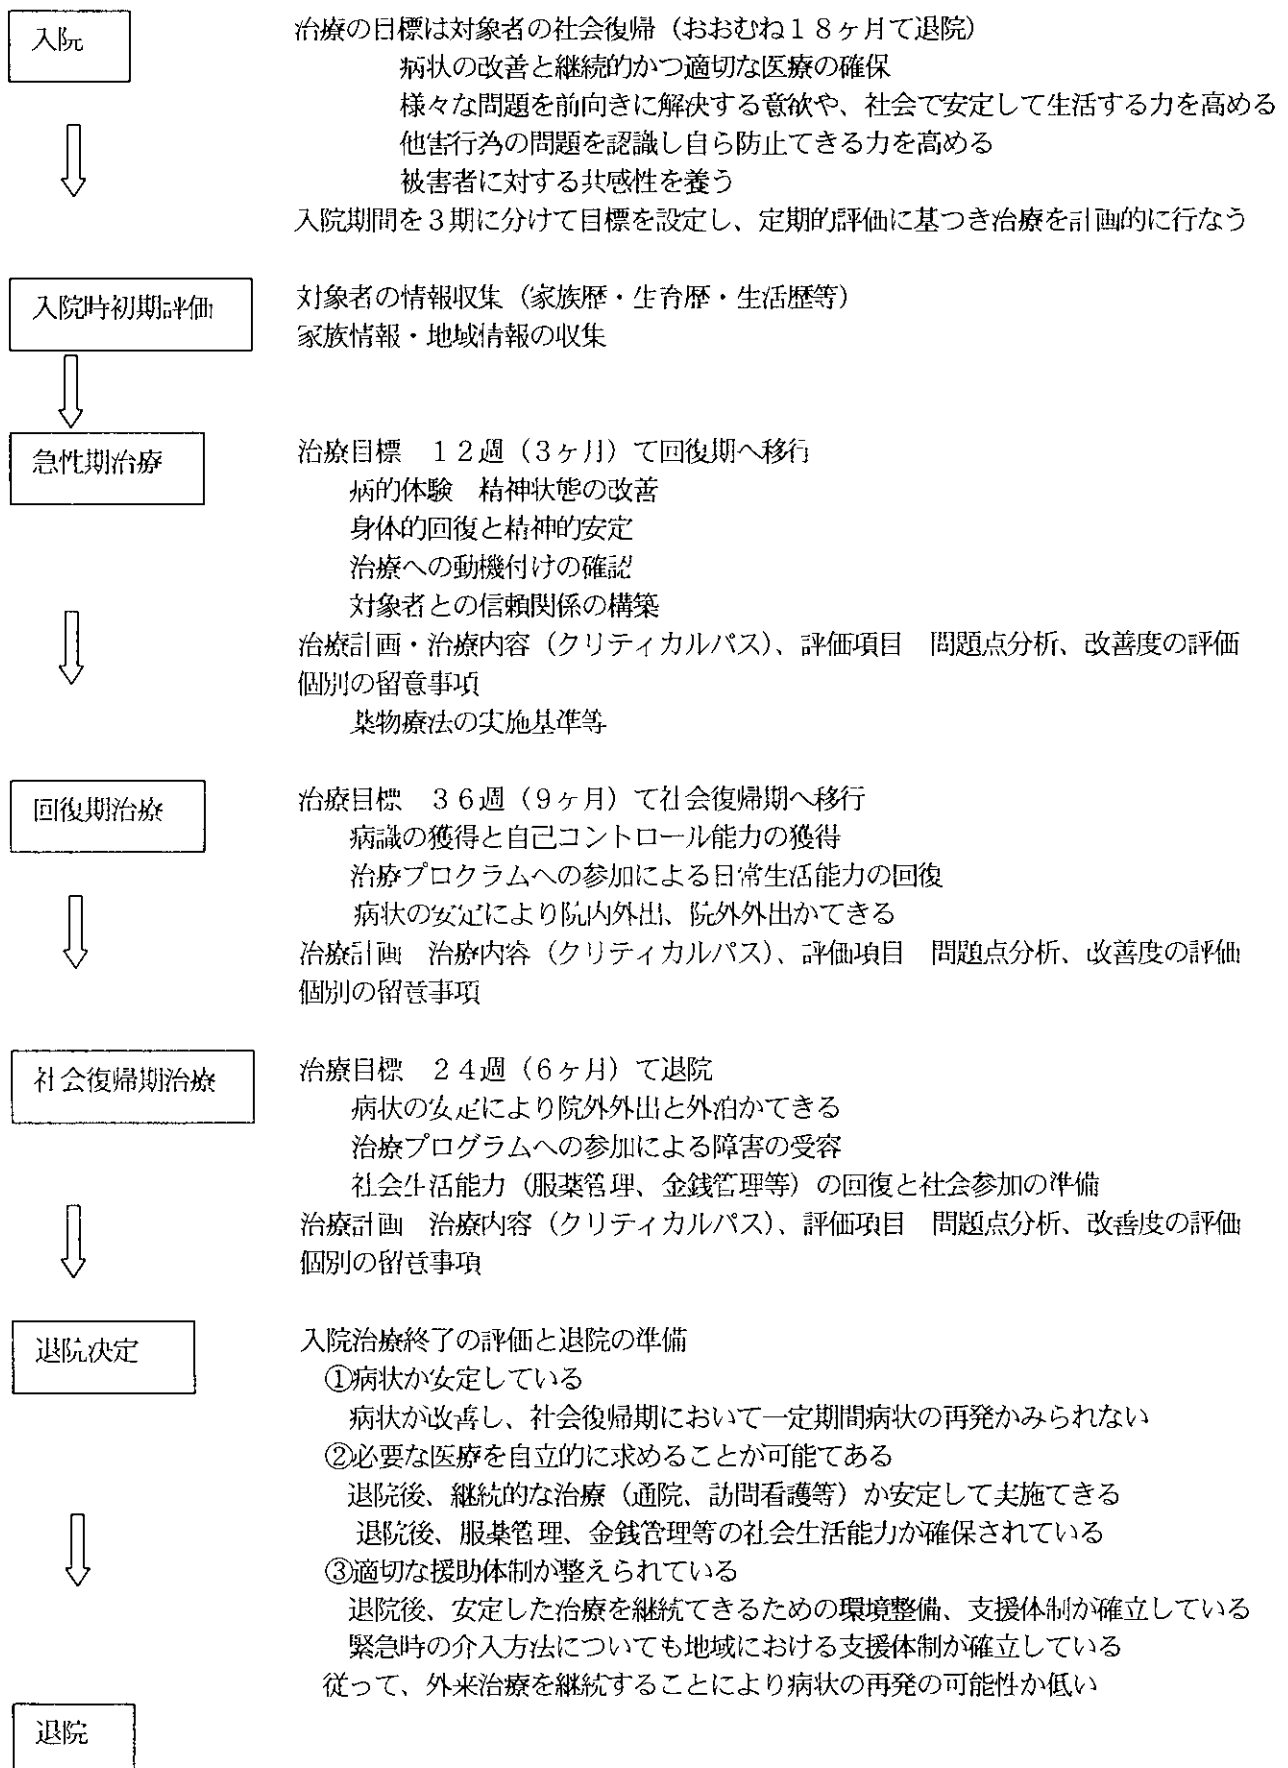 入院
治療の目標は対象者の社会復帰（おおむね１８ヶ月て退院）
病状の改善と継続的かつ適切な医療の確保
様々な問題を前向きに解決する意欲や、社会で安定して生活する力を高める
他害行為の問題を認識し自ら防止てきる力を高める
被害者に対する共感性を養う
入院期間を３期に分けて目標を設定し、定期的評価に基つき治療を計画的に行なう
入院時初期評価
対象者の情報収集（家族歴・生育歴・生活歴等）
家族情報・地域情報の収集
急性期治療
治療目標　１２週（３ヶ月）て回復期へ移行
病的体験　精神状態の改善
身体的回復と精神的安定
治療への動機付けの確認
対象者との信頼関係の構築
治療計画・治療内容（クリティカルパス）、評価項目　問題点分析、改善度の評価
個別の留意事項
薬物療法の実施基準等
回復期治療
治療目標　３６週（９ヶ月）て社会復帰期へ移行
病識の獲得と自己コントロール能力の獲得
治療プロクラムへの参加による日常生活能力の回復
病状の安定により院内外出、院外外出かてきる
治療計画　治療内容（クリティカルパス）、評価項目　問題点分析、改善度の評価
個別の留意事項
社会復帰期治療
治療目標　２４週（６ヶ月）て退院
病状の安定により院外外出と外泊かてきる
治療プログラムへの参加による障害の受容
社会生活能力（服薬管理、金銭管理等）の回復と社会参加の準備
治療計画　治療内容（クリティカルパス）、評価項目　問題点分析、改善度の評価
個別の留意事項
退院決定
入院治療終了の評価と退院の準備
①病状か安定している
病状が改善し、社会復帰期において一定期間病状の再発かみられない
②必要な医療を自立的に求めることが可能てある
退院後、継続的な治療（通院、訪問看護等）か安定して実施てきる
退院後、服薬管理、金銭管理等の社会生活能力が確保されている
③適切な援助体制が整えられている
退院後、安定した治療を継続てきるための環境整備、支援体制が確立している
緊急時の介入方法についても地域における支援体制が確立している
従って、外来治療を継続することにより病状の再発の可能性か低い
退院